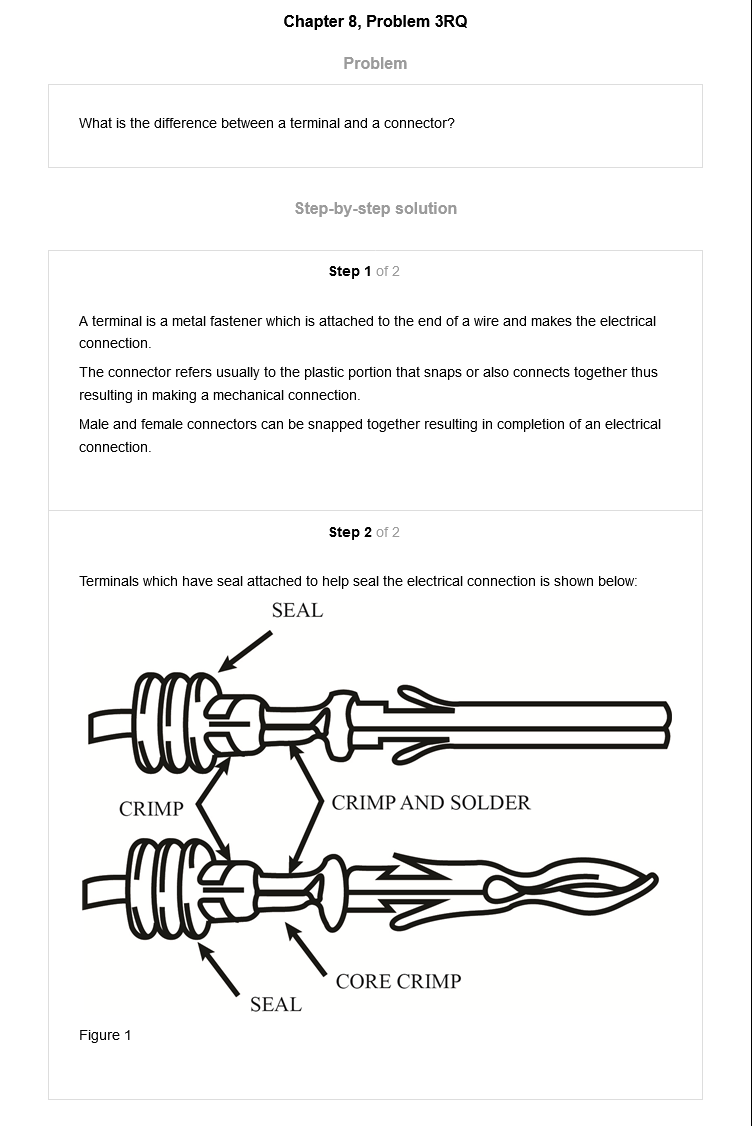 Chapter 8, Problem 3RQ
Problem
What is the difference between a terminal and a connector?
Step-by-step solution
Step 1 of 2
A terminal is a metal fastener which is attached to the end of a wire and makes the electrical
connection.
The connector refers usually to the plastic portion that snaps or also connects together thus
resulting in making a mechanical connection.
Male and female connectors can be snapped together resulting in completion of an electrical
connection.
Step 2 of 2
Terminals which have seal attached to help seal the electrical connection is shown below:
SEAL
CRIMP
CRIMP AND SOLDER
CORE CRIMP
SEAL
Figure 1